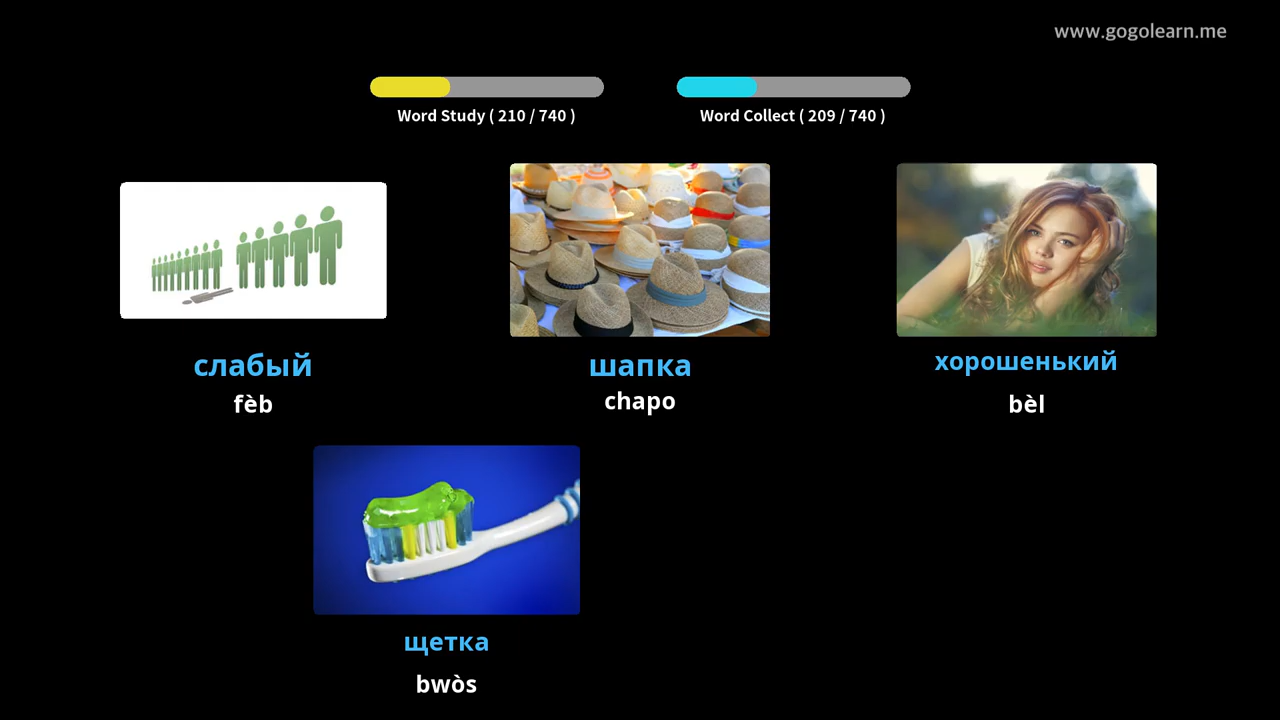 www.gogolearn.me
Word Study ( 210 / 740 )
Word Collect ( 209 / 740 )
слабый
fèb
шапка
chapo
хорошенький
bèl
щетка
bwòs